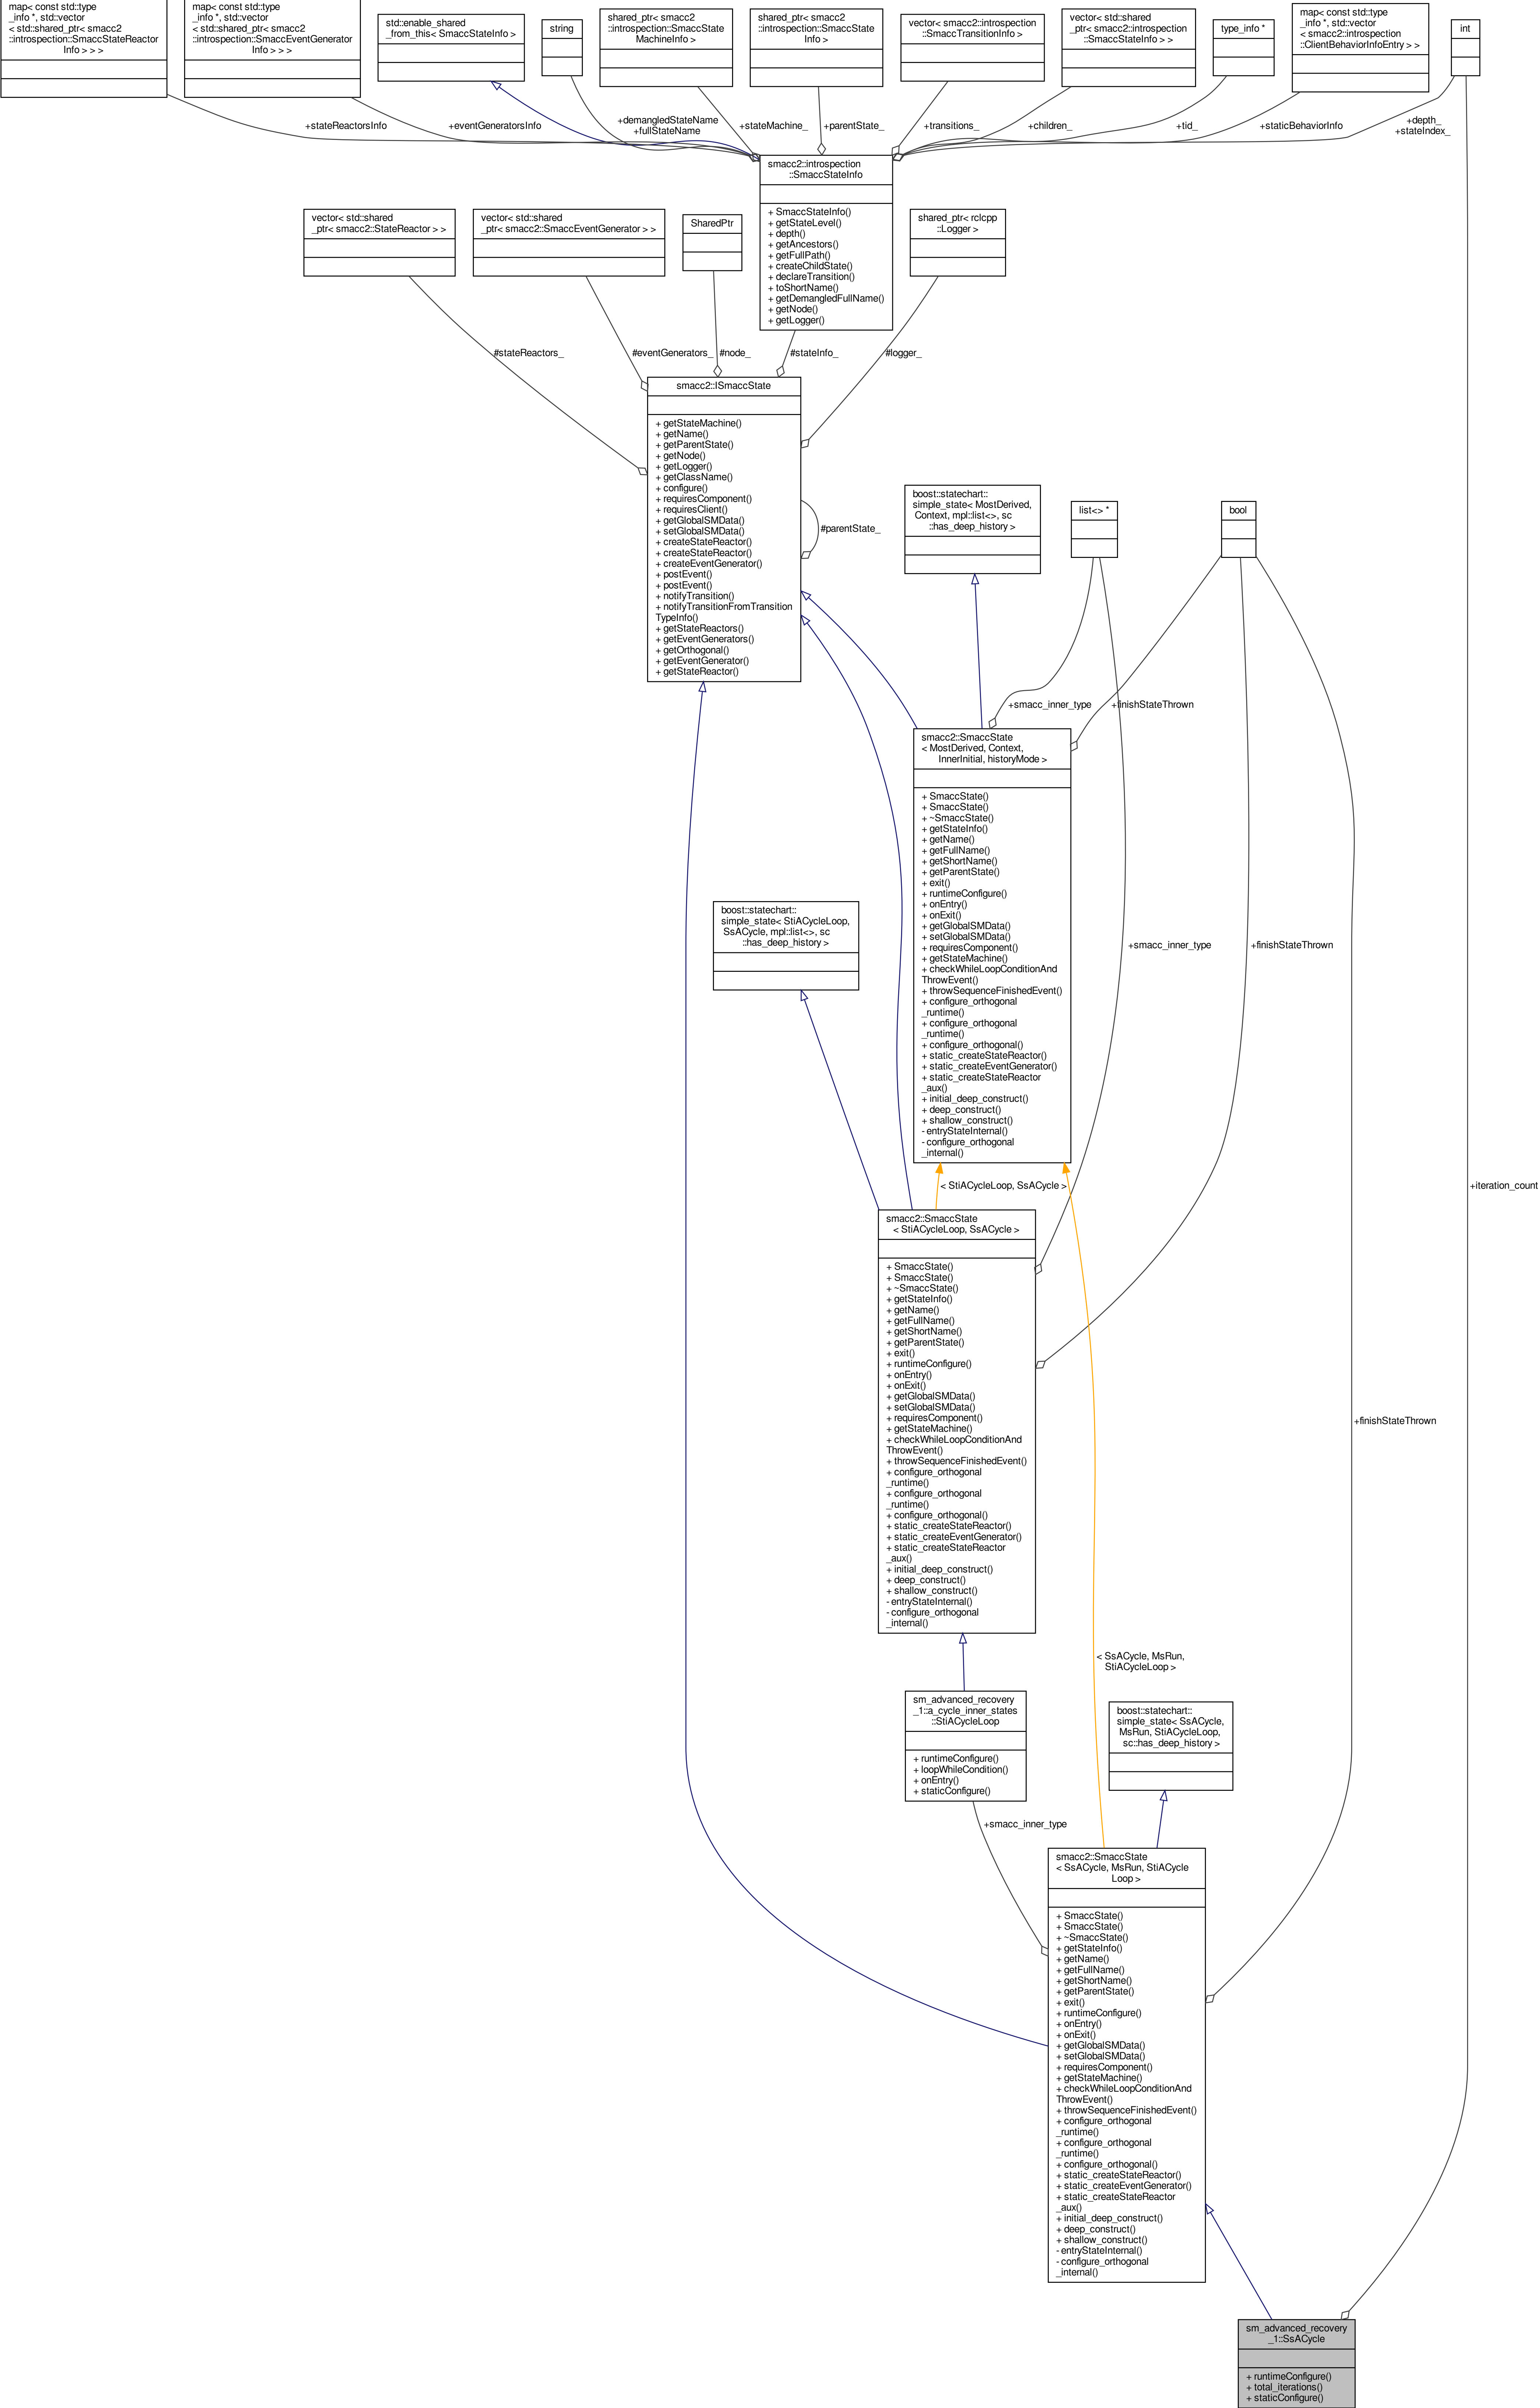 map< const std::type
_info *, std::vector
< std::shared_ptr< smacc2
::introspection::SmaccStateReactor
Info > > >
map< const std::type
_info *, std::vector
< std::shared_ptr< smacc2
::introspection::SmaccEventGenerator
Info > > >
std::enable_shared
_from_this< SmaccStateInfo >
string
shared_ptr< smacc2
::introspection::SmaccState
MachineInfo >
shared_ptr< smacc2
::introspection::SmaccState
Info >
vector< smacc2::introspection
::SmaccTransitionInfo >
vector< std::shared
_ptr< smacc2::introspection
::SmaccStateInfo > >
type_info *
map< const std::type
_info *, std::vector
< smacc2::introspection
::ClientBehaviorInfoEntry > >
int
+stateReactorsInfo
+eventGeneratorsInfo
+demangledStateName
+fullStateName
+stateMachine_
+parentState_
+transitions_
+children_
+tid_
+staticBehaviorInfo
+depth_
+stateIndex_
smacc2::introspection
::SmaccStateInfo
+ SmaccStateInfo()
+ getStateLevel()
+ depth()
+ getAncestors()
+ getFullPath()
+ createChildState()
+ declareTransition()
+ toShortName()
+ getDemangledFullName()
+ getNode()
+ getLogger()
vector< std::shared
_ptr< smacc2::StateReactor > >
vector< std::shared
_ptr< smacc2::SmaccEventGenerator > >
SharedPtr
shared_ptr< rclcpp
::Logger >
#stateReactors_
#eventGenerators_
#node_
#stateInfo_
#logger_
smacc2::ISmaccState
+ getStateMachine()
+ getName()
+ getParentState()
+ getNode()
+ getLogger()
+ getClassName()
+ configure()
+ requiresComponent()
+ requiresClient()
+ getGlobalSMData()
+ setGlobalSMData()
+ createStateReactor()
+ createStateReactor()
+ createEventGenerator()
+ postEvent()
+ postEvent()
+ notifyTransition()
+ notifyTransitionFromTransition
TypeInfo()
+ getStateReactors()
+ getEventGenerators()
+ getOrthogonal()
+ getEventGenerator()
+ getStateReactor()
#parentState_
boost::statechart::
simple_state< MostDerived,
Context, mpl::list<>, sc
::has_deep_history >
list<> *
bool
+smacc_inner_type
+finishStateThrown
smacc2::SmaccState
< MostDerived, Context,
InnerInitial, historyMode >
+ SmaccState()
+ SmaccState()
+ ~SmaccState()
+ getStateInfo()
+ getName()
+ getFullName()
+ getShortName()
+ getParentState()
+ exit()
+ runtimeConfigure()
+ onEntry()
+ onExit()
+ getGlobalSMData()
+ setGlobalSMData()
+ requiresComponent()
+ getStateMachine()
+ checkWhileLoopConditionAnd
ThrowEvent()
+ throwSequenceFinishedEvent()
+ configure_orthogonal
_runtime()
+ configure_orthogonal
_runtime()
+ configure_orthogonal()
+ static_createStateReactor()
+ static_createEventGenerator()
+ static_createStateReactor
_aux()
+ initial_deep_construct()
+ deep_construct()
+ shallow_construct()
- entryStateInternal()
- configure_orthogonal
_internal()
boost::statechart::
simple_state< StiACycleLoop,
SsACycle, mpl::list<>, sc
::has_deep_history >
+smacc_inner_type
+finishStateThrown
< StiACycleLoop, SsACycle >
+iteration_count
smacc2::SmaccState
< StiACycleLoop, SsACycle >
+ SmaccState()
+ SmaccState()
+ ~SmaccState()
+ getStateInfo()
+ getName()
+ getFullName()
+ getShortName()
+ getParentState()
+ exit()
+ runtimeConfigure()
+ onEntry()
+ onExit()
+ getGlobalSMData()
+ setGlobalSMData()
+ requiresComponent()
+ getStateMachine()
+ checkWhileLoopConditionAnd
ThrowEvent()
+ throwSequenceFinishedEvent()
+ configure_orthogonal
_runtime()
+ configure_orthogonal
_runtime()
+ configure_orthogonal()
+ static_createStateReactor()
+ static_createEventGenerator()
+ static_createStateReactor
_aux()
+ initial_deep_construct()
+ deep_construct()
+ shallow_construct()
- entryStateInternal()
- configure_orthogonal
_internal()
+finishStateThrown
< SsACycle, MsRun,
StiACycleLoop >
sm_advanced_recovery
_1::a_cycle_inner_states
::StiACycleLoop
+ runtimeConfigure()
+ loopWhileCondition()
+ onEntry()
+ staticConfigure()
boost::statechart::
simple_state< SsACycle,
MsRun, StiACycleLoop,
sc::has_deep_history >
+smacc_inner_type
smacc2::SmaccState
< SsACycle, MsRun, StiACycle
Loop >
+ SmaccState()
+ SmaccState()
+ ~SmaccState()
+ getStateInfo()
+ getName()
+ getFullName()
+ getShortName()
+ getParentState()
+ exit()
+ runtimeConfigure()
+ onEntry()
+ onExit()
+ getGlobalSMData()
+ setGlobalSMData()
+ requiresComponent()
+ getStateMachine()
+ checkWhileLoopConditionAnd
ThrowEvent()
+ throwSequenceFinishedEvent()
+ configure_orthogonal
_runtime()
+ configure_orthogonal
_runtime()
+ configure_orthogonal()
+ static_createStateReactor()
+ static_createEventGenerator()
+ static_createStateReactor
_aux()
+ initial_deep_construct()
+ deep_construct()
+ shallow_construct()
- entryStateInternal()
- configure_orthogonal
_internal()
sm_advanced_recovery
_1::SsACycle
+ runtimeConfigure()
+ total_iterations()
+ staticConfigure()